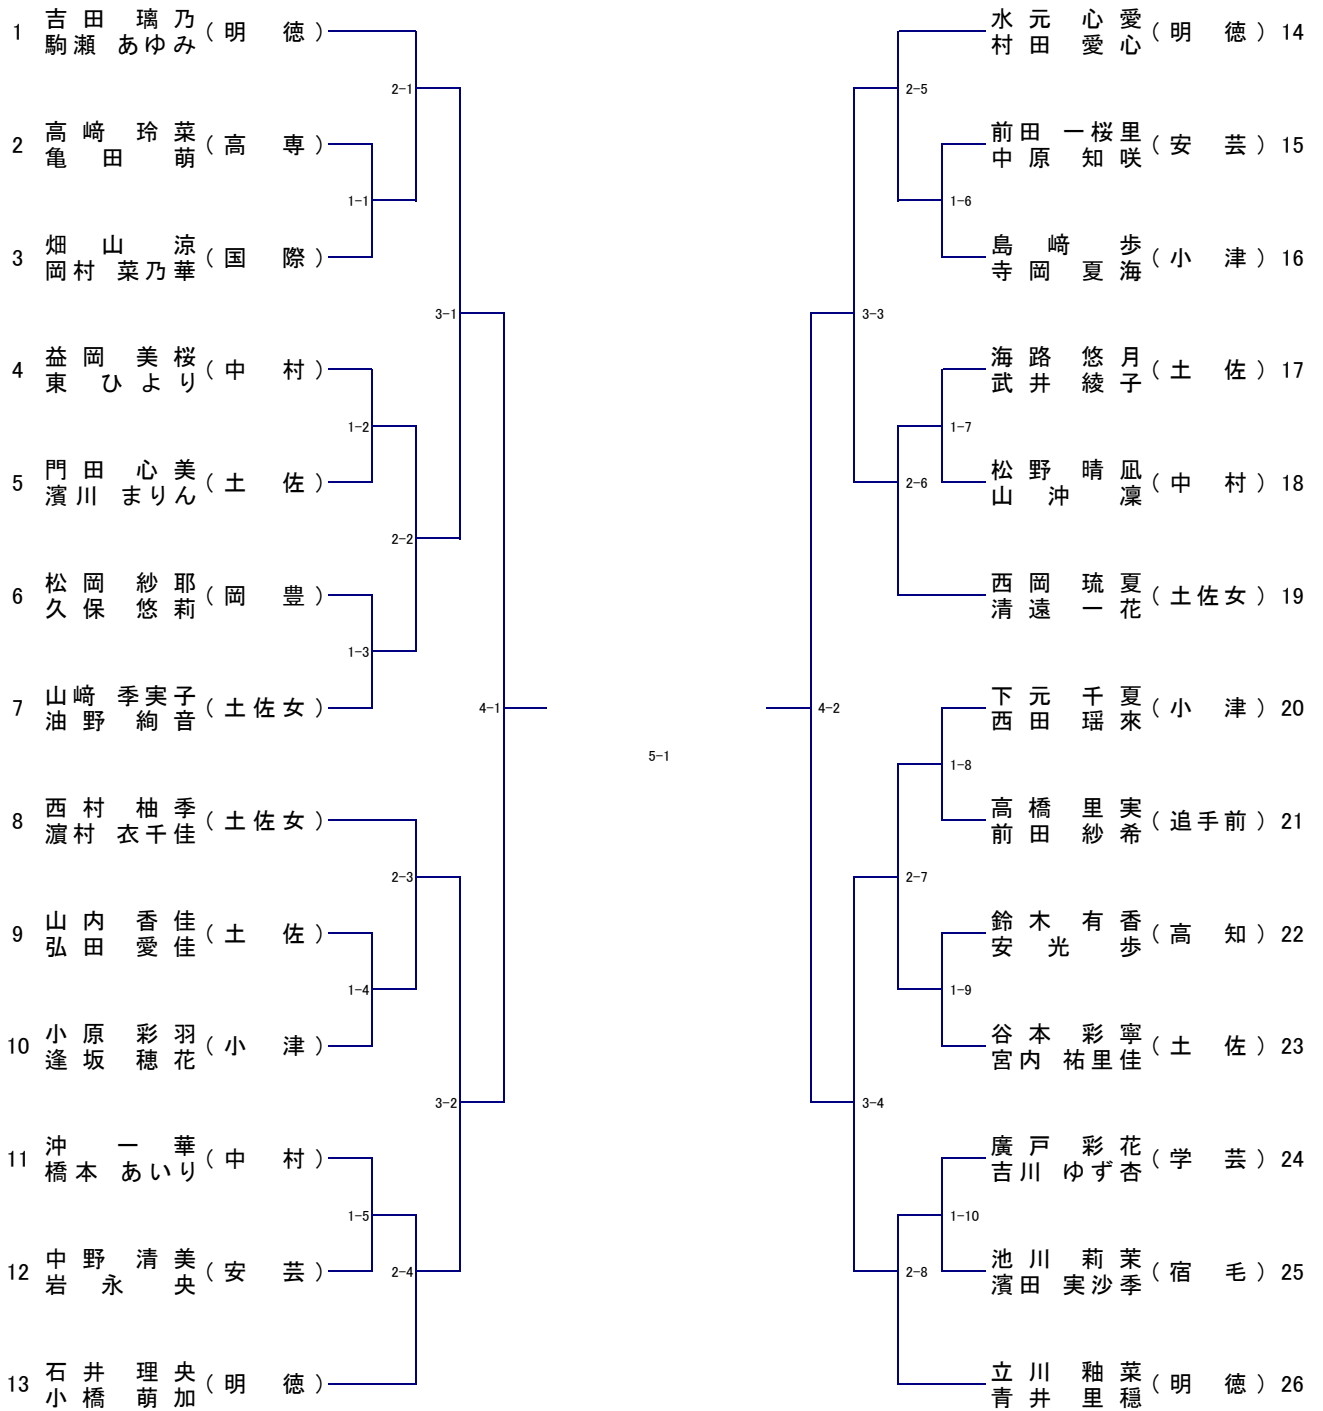 1 吉田 璃乃 (明 徳)
駒瀬 あゆみ
2 高﨑 玲菜 (高 専)
亀田 萌
3 畑山 涼 (国 際)
岡村 菜乃華
4 益岡 美桜 (中 村)
東 ひより
5 門田 心美 (土 佐)
濱川 まりん
6 松岡 紗耶 (岡 豊)
久保 悠莉
7 山﨑 季実子 (土佐女)
油野 絢音
8 西村 柚季 (土佐女)
濵村 衣千佳
9 山内 香佳 (土 佐)
弘田 愛佳
10 小原 彩羽 (小 津)
逢坂 穂花
11 沖 一華 (中 村)
橋本 あいり
12 中野 清美 (安 芸)
岩永 央
13 石井 理央 (明 徳)
小橋 萌加
2-1
1-1
3-1
1-2
2-2
1-3
4-1
2-3
1-4
3-2
1-5
2-4
5-1
2-5
1-6
3-3
1-7
2-6
4-2
1-8
2-7
1-9
3-4
1-10
2-8
水元 心愛 (明 徳) 14
村田 愛心
前田 一桜里 (安 芸) 15
中原 知咲
島﨑 歩 (小 津) 16
寺岡 夏海
海路 悠月 (土 佐) 17
武井 綾子
松野 晴凪 (中 村) 18
山沖 凜
西岡 琉夏 (土佐女) 19
清遠 一花
下元 千夏 (小 津) 20
西田 瑶來
高橋 里実 (追手前) 21
前田 紗希
鈴木 有香 (高 知) 22
安光 歩
谷本 彩寧 (土 佐) 23
宮内 祐里佳
廣戸 彩花 (学 芸) 24
吉川 ゆず杏
池川 莉茉 (宿 毛) 25
濱田 実沙季
立川 釉菜 (明 徳) 26
青井 里穏